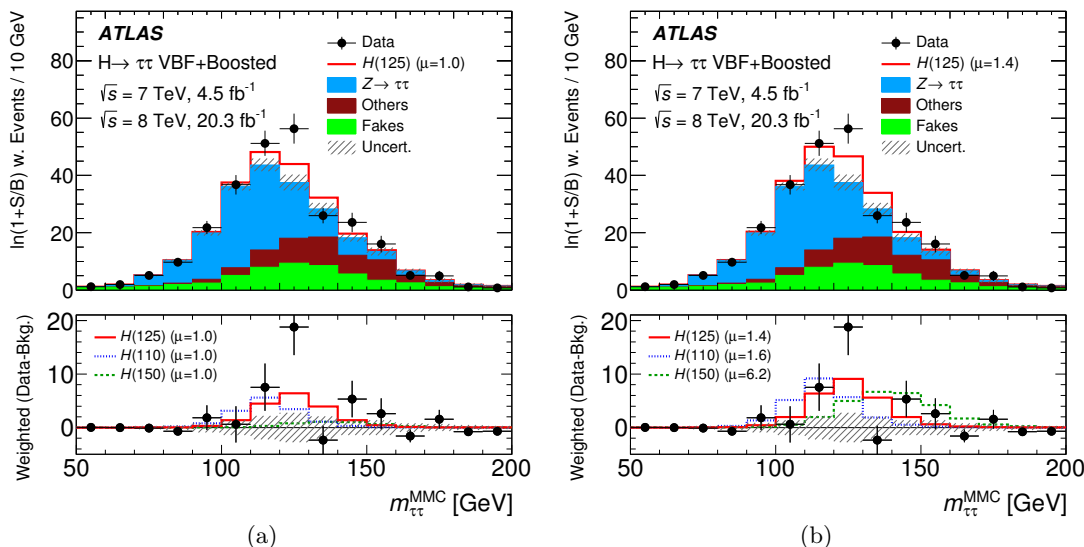 ATLAS
H→ ττ VBF+Boosted
√s = 7 TeV, 4.5 fb⁻¹
√s = 8 TeV, 20.3 fb⁻¹
Data
H(125) (μ=1.0)
Z→ ττ
Others
Fakes
Uncert.
ln(1+S/B) w. Events / 10 GeV
0
20
40
60
80
H(125) (μ=1.0)
H(110) (μ=1.0)
H(150) (μ=1.0)
Weighted (Data-Bkg.)
0
10
20
50 100 150 200
m_ττ^MMC [GeV]
(a)
ATLAS
H→ ττ VBF+Boosted
√s = 7 TeV, 4.5 fb⁻¹
√s = 8 TeV, 20.3 fb⁻¹
Data
H(125) (μ=1.4)
Z→ ττ
Others
Fakes
Uncert.
ln(1+S/B) w. Events / 10 GeV
0
20
40
60
80
H(125) (μ=1.4)
H(110) (μ=1.6)
H(150) (μ=6.2)
Weighted (Data-Bkg.)
0
10
20
50 100 150 200
m_ττ^MMC [GeV]
(b)